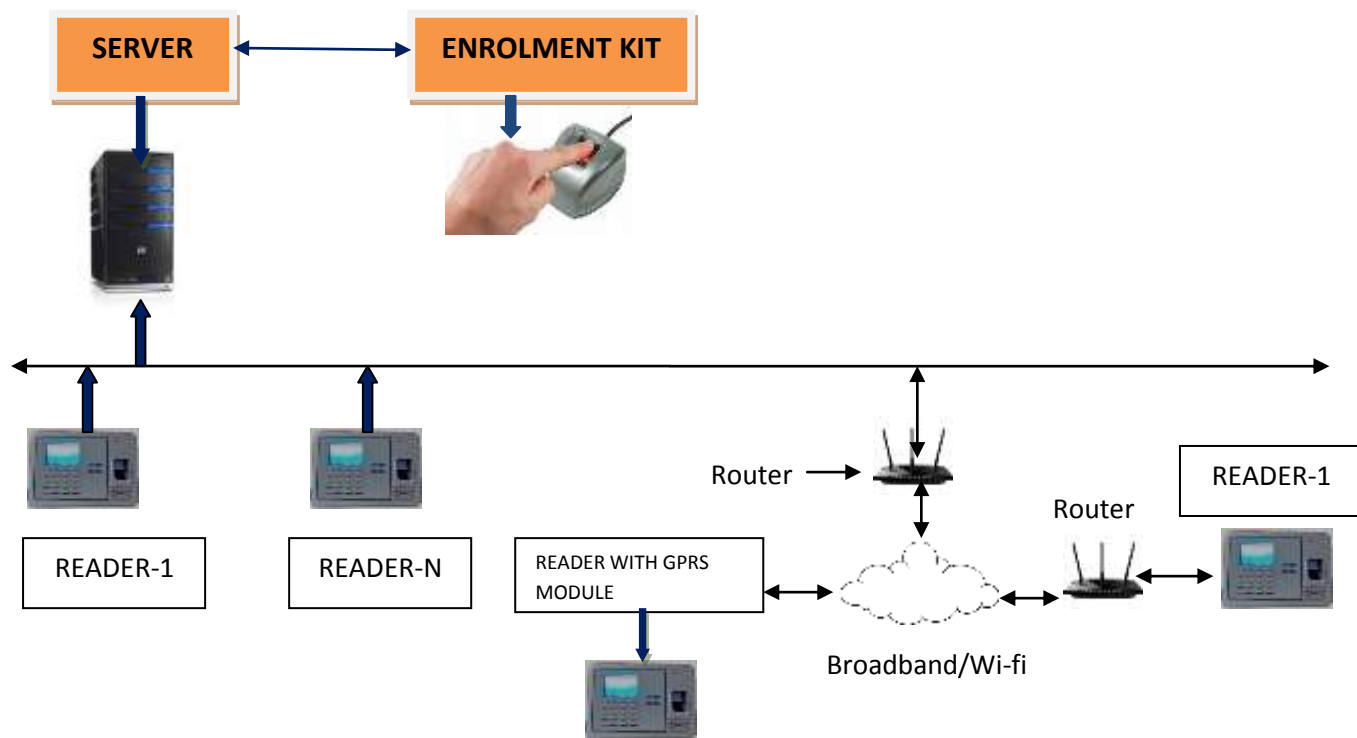 SERVER
ENROLMENT KIT
Router
READER-1
Router
READER-1
READER-N
READER WITH GPRS
MODULE
Broadband/Wi-fi